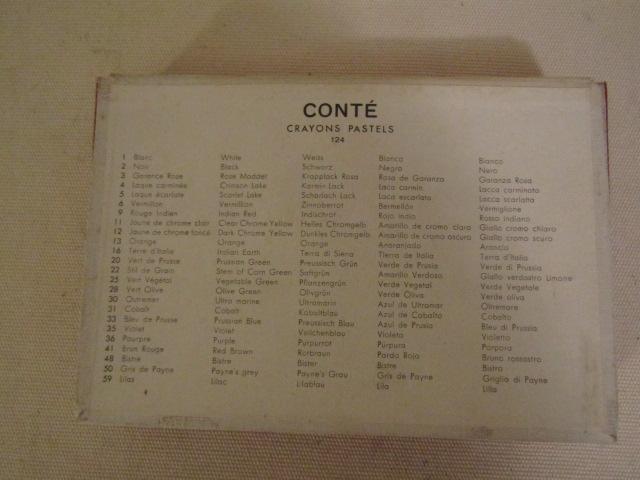 CONTÉ
CRAYONS PASTELS
124
1 Blanc White Weiss Blanco Bianco
2 Noir Black Schwarz Negro Nero
3 Garance Rose Rose Madder Krapplack Rosa Rosa de Garanza Garanza Rosa
4 Laque carminée Crimson Lake Karmin Lack Laca carmin Lacca carminata
5 Laque écarlate Scarlet Lake Scharlach Lack Laca escarlata Lacca scarlatta
6 Vermillon Vermillion Zinnoberrot Bermellón Vermiglione
9 Rouge Indien Indian Red Indischrot Rojo Indio Rosso Indiano
11 Jaune de chrome clair Clear Chrome Yellow Helles Chromgelb Amarillo de cromo claro Giallo cromo chiaro
12 Jaune de chrome foncé Dark Chrome Yellow Dunkles Chromgelb Amarillo de cromo oscuro Giallo cromo scuro
13 Orange Orange Orange Anaranjado Arancio
16 Terre d'Italie Italian Earth Terra di Siena Tierra de Italia Terra d'Italia
20 Vert de Prusse Prussian Green Preussisch Grün Verde de Prusia Verde di Prussia
22 Stil de Grain Stem of Corn Green Saftgrün Amarillo Verdoso Giallo verdastro Limone
25 Vert Végétal Vegetable Green Pflanzengrün Verde Vegetal Verde Vegetale
28 Vert Olive Olive Green Olivgrün Verde Oliva Verde oliva
30 Outremer Ultra marine Ultramarin Azul de Ultramar Oltremare
31 Cobalt Cobalt Kobaltblau Azul de Cobalto Cobalto
33 Bleu de Prusse Prussian Blue Preussisch Blau Azul de Prusia Bleu di Prussia
35 Violet Violet Veilchenblau Violeta Violetto
36 Pourpre Purple Purpurrot Púrpura Porpora
41 Brun Rouge Red Brown Rotbraun Pardo Rojo Bruno rossastro
48 Bistre Bistre Bister Bistre Bistro
50 Gris de Payne Payne's grey Payne's Grau Gris de Payne Griglio di Payne
59 Lilas Lilac Lilablau Lila Lilla